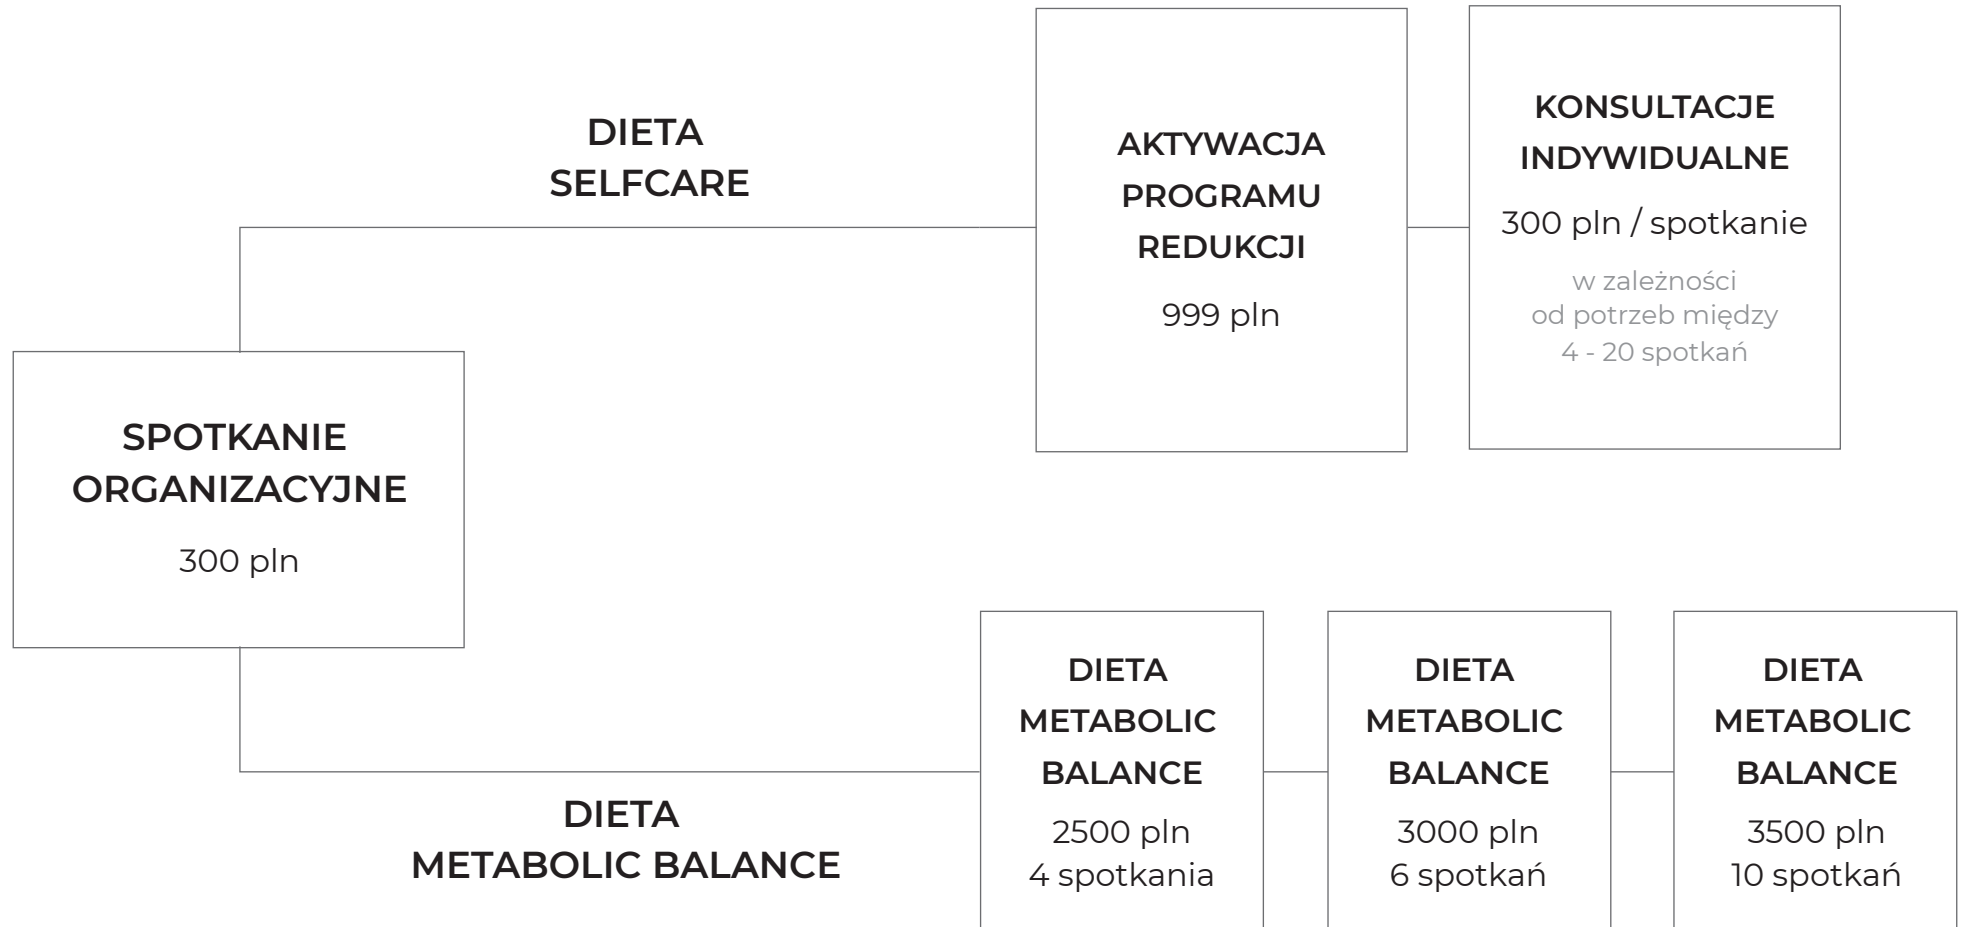 DIETA
SELFCARE
AKTYWACJA
PROGRAMU
REDUKCJI
999 pln
KONSULTACJE
INDYWIDUALNE
300 pln / spotkanie
w zależności
od potrzeb między
4 - 20 spotkań
SPOTKANIE
ORGANIZACYJNE
300 pln
DIETA
METABOLIC BALANCE
DIETA
METABOLIC
BALANCE
2500 pln
4 spotkania
DIETA
METABOLIC
BALANCE
3000 pln
6 spotkań
DIETA
METABOLIC
BALANCE
3500 pln
10 spotkań